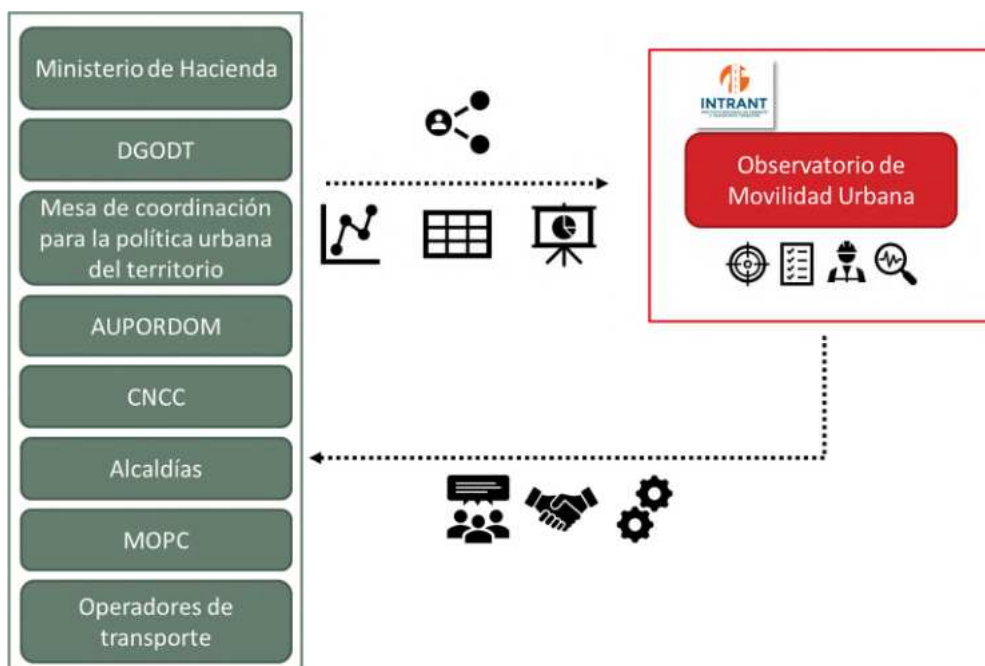 Ministerio de Hacienda
DGODT
Mesa de coordinación
para la política urbana
del territorio
AUPORDOM
CNCC
Alcaldías
MOPC
Operadores de
transporte
INTRANT
Observatorio de
Movilidad Urbana